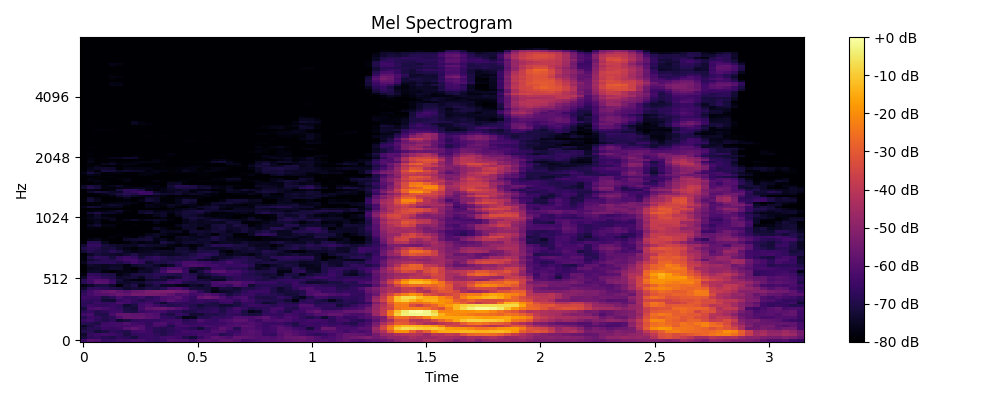 Mel Spectrogram
Hz
4096
2048
1024
512
0
0 0.5 1 1.5 2 2.5 3
Time
+0 dB
-10 dB
-20 dB
-30 dB
-40 dB
-50 dB
-60 dB
-70 dB
-80 dB